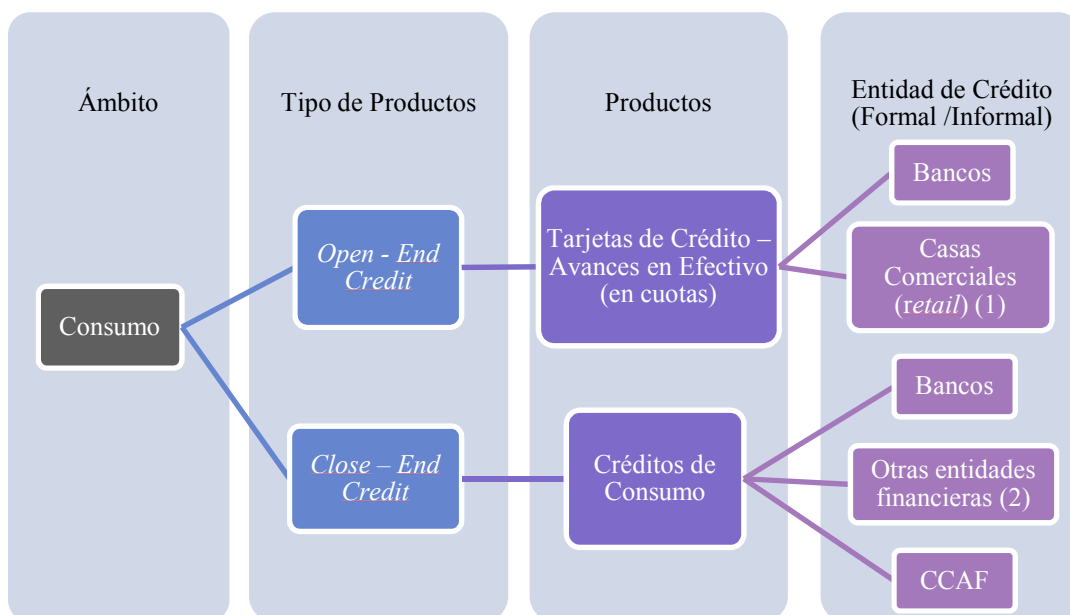 Ámbito
Tipo de Productos
Productos
Entidad de Crédito
(Formal /Informal)
Consumo
Open - End
Credit
Close – End
Credit
Tarjetas de Crédito –
Avances en Efectivo
(en cuotas)
Créditos de
Consumo
Bancos
Casas
Comerciales
(retail) (1)
Bancos
Otras entidades
financieras (2)
CCAF